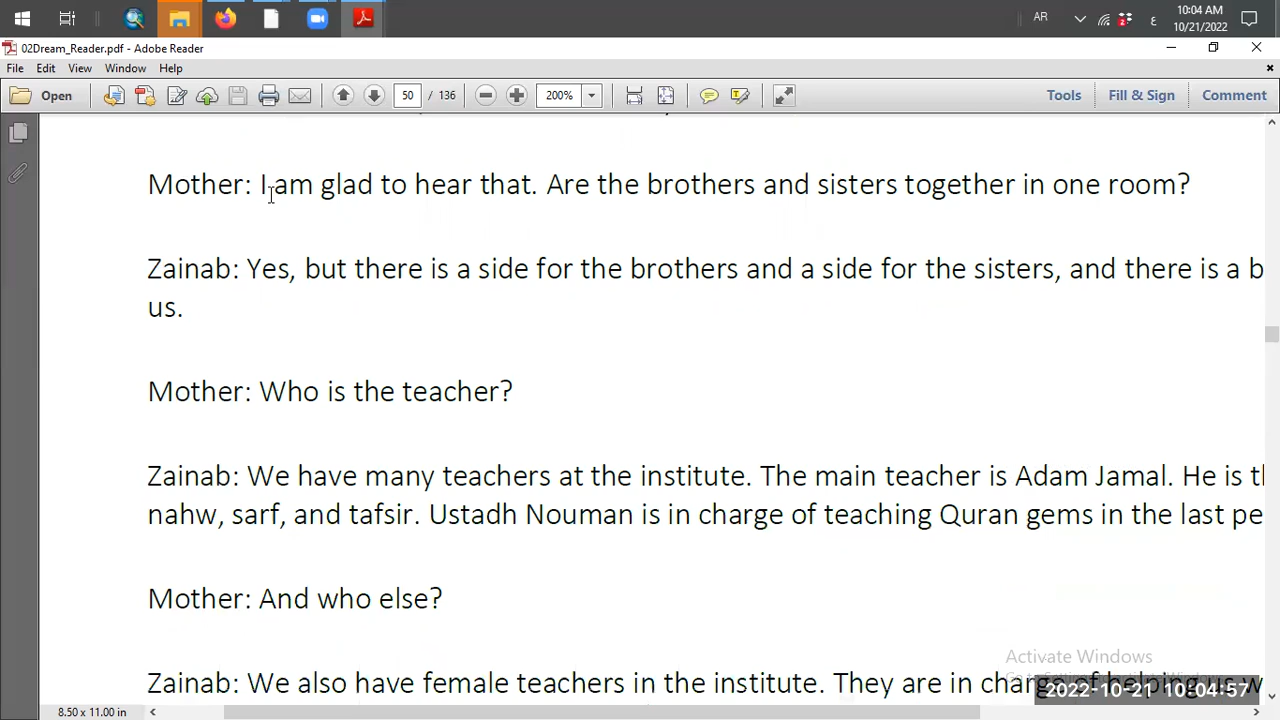 AR
ع
10:04 AM
10/21/2022
02Dream_Reader.pdf - Adobe Reader
File Edit View Window Help
Open 50 / 136 200% Tools Fill & Sign Comment
Mother: I am glad to hear that. Are the brothers and sisters together in one room?
Zainab: Yes, but there is a side for the brothers and a side for the sisters, and there is a b
us.
Mother: Who is the teacher?
Zainab: We have many teachers at the institute. The main teacher is Adam Jamal. He is th
nahw, sarf, and tafsir. Ustadh Nouman is in charge of teaching Quran gems in the last pe
Mother: And who else?
Activate Windows
Zainab: We also have female teachers in the institute. They are in charge of helping us w
2022-10-21 10:04:57
8.50 x 11.00 in